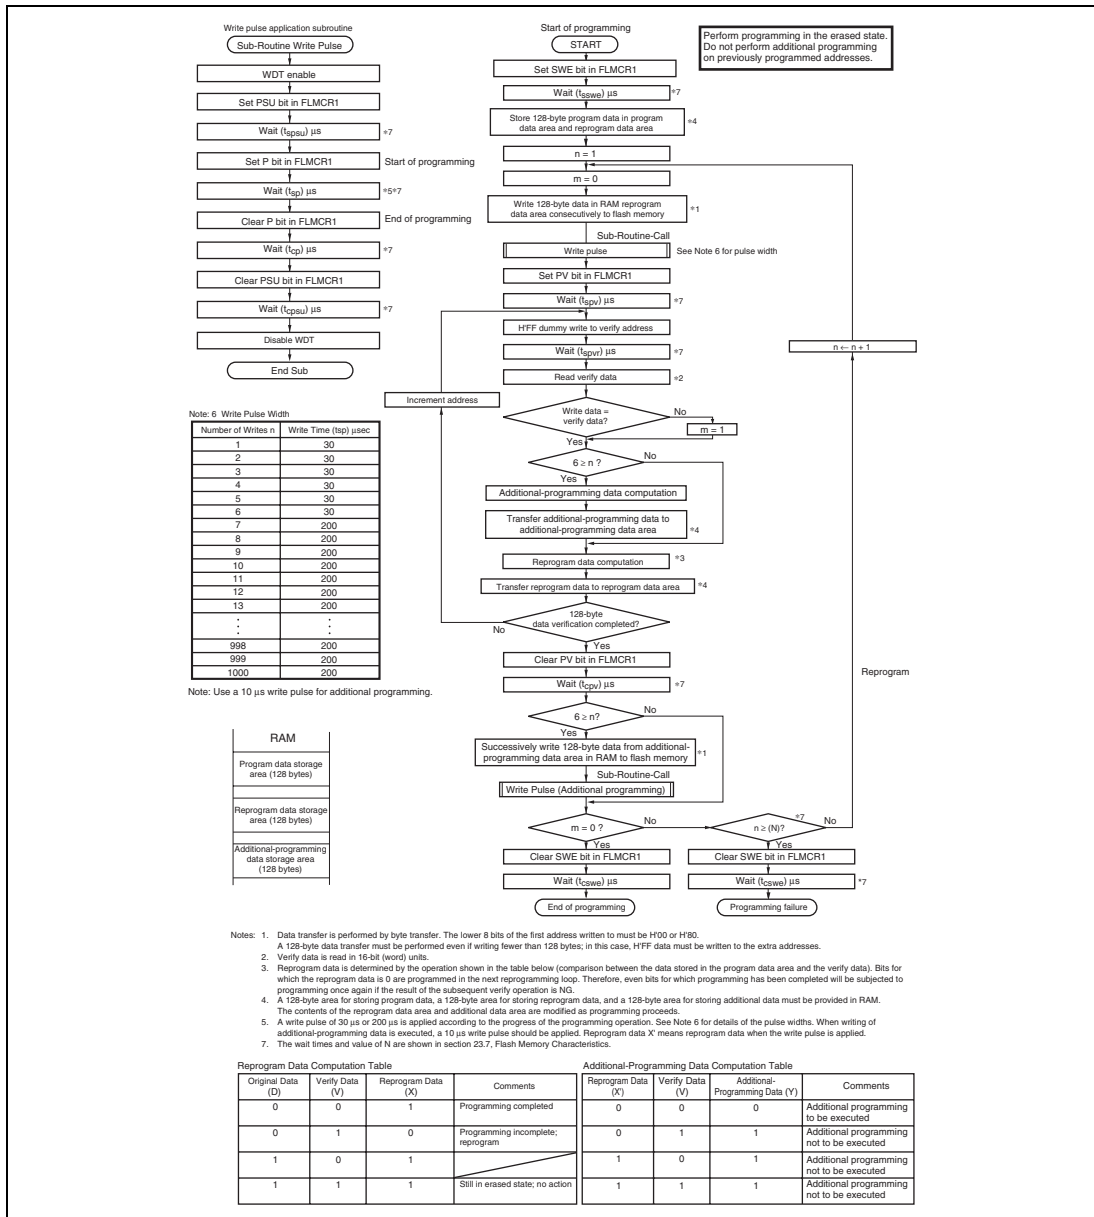 Write pulse application subroutine
Sub-Routine Write Pulse
WDT enable
Set PSU bit in FLMCR1
Wait (tspsu) μs
*7
Set P bit in FLMCR1
Start of programming
Wait (tsp) μs
*5*7
Clear P bit in FLMCR1
End of programming
Wait (tcp) μs
*7
Clear PSU bit in FLMCR1
Wait (tcpsu) μs
*7
Disable WDT
End Sub
Note: 6 Write Pulse Width
Number of Writes n Write Time (tsp) μsec
1 30
2 30
3 30
4 30
5 30
6 30
7 200
8 200
9 200
10 200
11 200
12 200
13 200
998 200
999 200
1000 200
Note: Use a 10 μs write pulse for additional programming.
RAM
Program data storage
area (128 bytes)
Reprogram data storage
area (128 bytes)
Additional-programming
data storage area
(128 bytes)
Start of programming
START
Perform programming in the erased state.
Do not perform additional programming
on previously programmed addresses.
Set SWE bit in FLMCR1
Wait (tsswe) μs
*7
Store 128-byte program data in program
data area and reprogram data area
*4
n = 1
m = 0
Write 128-byte data in RAM reprogram
data area consecutively to flash memory
*1
Sub-Routine-Call
Write pulse
See Note 6 for pulse width
Set PV bit in FLMCR1
Wait (tspv) μs
*7
H'FF dummy write to verify address
Wait (tspvr) μs
*7
n ← n + 1
Read verify data
*2
Increment address
Write data =
verify data?
No
m = 1
Yes
6 ≥ n ?
No
Yes
Additional-programming data computation
Transfer additional-programming data to
additional-programming data area
*4
Reprogram data computation
*3
Transfer reprogram data to reprogram data area
*4
128-byte
data verification completed?
No
Yes
Clear PV bit in FLMCR1
Reprogram
Wait (tcpv) μs
*7
6 ≥ n?
No
Yes
Successively write 128-byte data from additional-
programming data area in RAM to flash memory
*1
Sub-Routine-Call
Write Pulse (Additional programming)
m = 0 ?
No
n ≥ (N)?
*7
No
Yes
Yes
Clear SWE bit in FLMCR1
Clear SWE bit in FLMCR1
Wait (tcswe) μs
Wait (tcswe) μs
*7
End of programming
Programming failure
Notes: 1. Data transfer is performed by byte transfer. The lower 8 bits of the first address written to must be H'00 or H'80.
A 128-byte data transfer must be performed even if writing fewer than 128 bytes; in this case, H'FF data must be written to the extra addresses.
2. Verify data is read in 16-bit (word) units.
3. Reprogram data is determined by the operation shown in the table below (comparison between the data stored in the program data area and the verify data). Bits for
which the reprogram data is 0 are programmed in the next reprogramming loop. Therefore, even bits for which programming has been completed will be subjected to
programming once again if the result of the subsequent verify operation is NG.
4. A 128-byte area for storing program data, a 128-byte area for storing reprogram data, and a 128-byte area for storing additional data must be provided in RAM.
The contents of the reprogram data area and additional data area are modified as programming proceeds.
5. A write pulse of 30 μs or 200 μs is applied according to the progress of the programming operation. See Note 6 for details of the pulse widths. When writing of
additional-programming data is executed, a 10 μs write pulse should be applied. Reprogram data X' means reprogram data when the write pulse is applied.
7. The wait times and value of N are shown in section 23.7, Flash Memory Characteristics.
Reprogram Data Computation Table
Original Data
(D)
Verify Data
(V)
Reprogram Data
(X)
Comments
0 0 1 Programming completed
0 1 0 Programming incomplete;
reprogram
1 0 1
1 1 1 Still in erased state; no action
Additional-Programming Data Computation Table
Reprogram Data
(X')
Verify Data
(V)
Additional-
Programming Data (Y)
Comments
0 0 0 Additional programming
to be executed
0 1 1 Additional programming
not to be executed
1 0 1 Additional programming
not to be executed
1 1 1 Additional programming
not to be executed